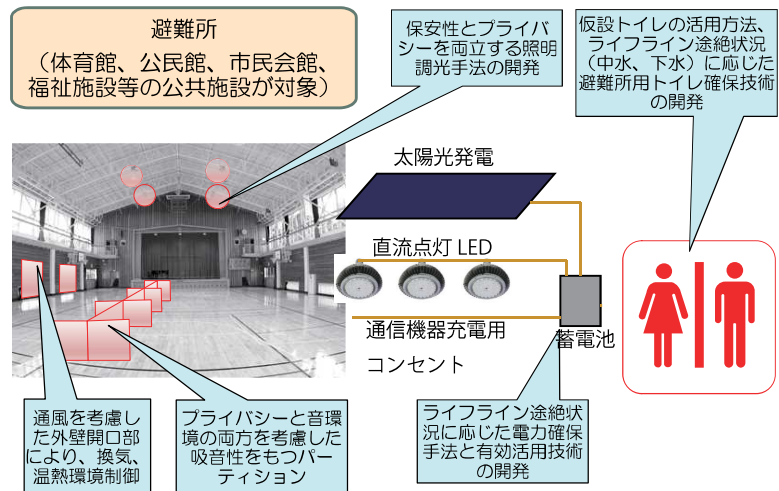 避難所
（体育館、公民館、市民会館、
福祉施設等の公共施設が対象）
保安性とプライバ
シーを両立する照明
調光手法の開発
仮設トイレの活用方法、
ライフライン途絶状況
（中水、下水）に応じた
避難所用トイレ確保技術
の開発
太陽光発電
直流点灯 LED
通信機器充電用
コンセント
蓄電池
通風を考慮し
た外壁開口部
により、換気、
温熱環境制御
プライバシーと音環
境の両方を考慮した
吸音性をもつパー
ティション
ライフライン途絶状
況に応じた電力確保
手法と有効活用技術
の開発